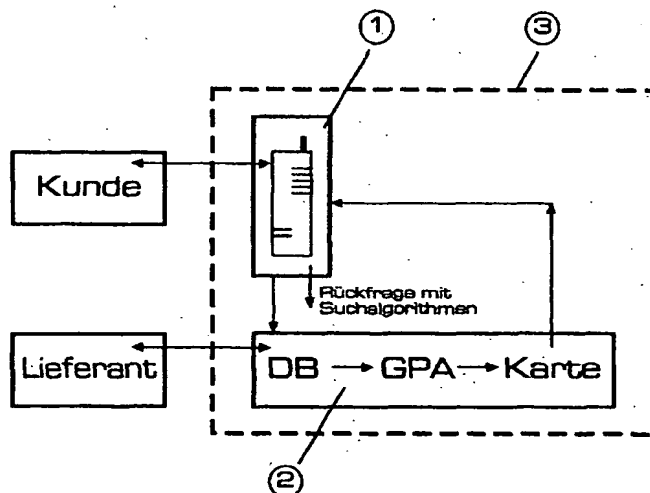 1
3
Kunde
Rückfrage mit
Suchalgorithmen
Lieferant
DB GPA Karte
2